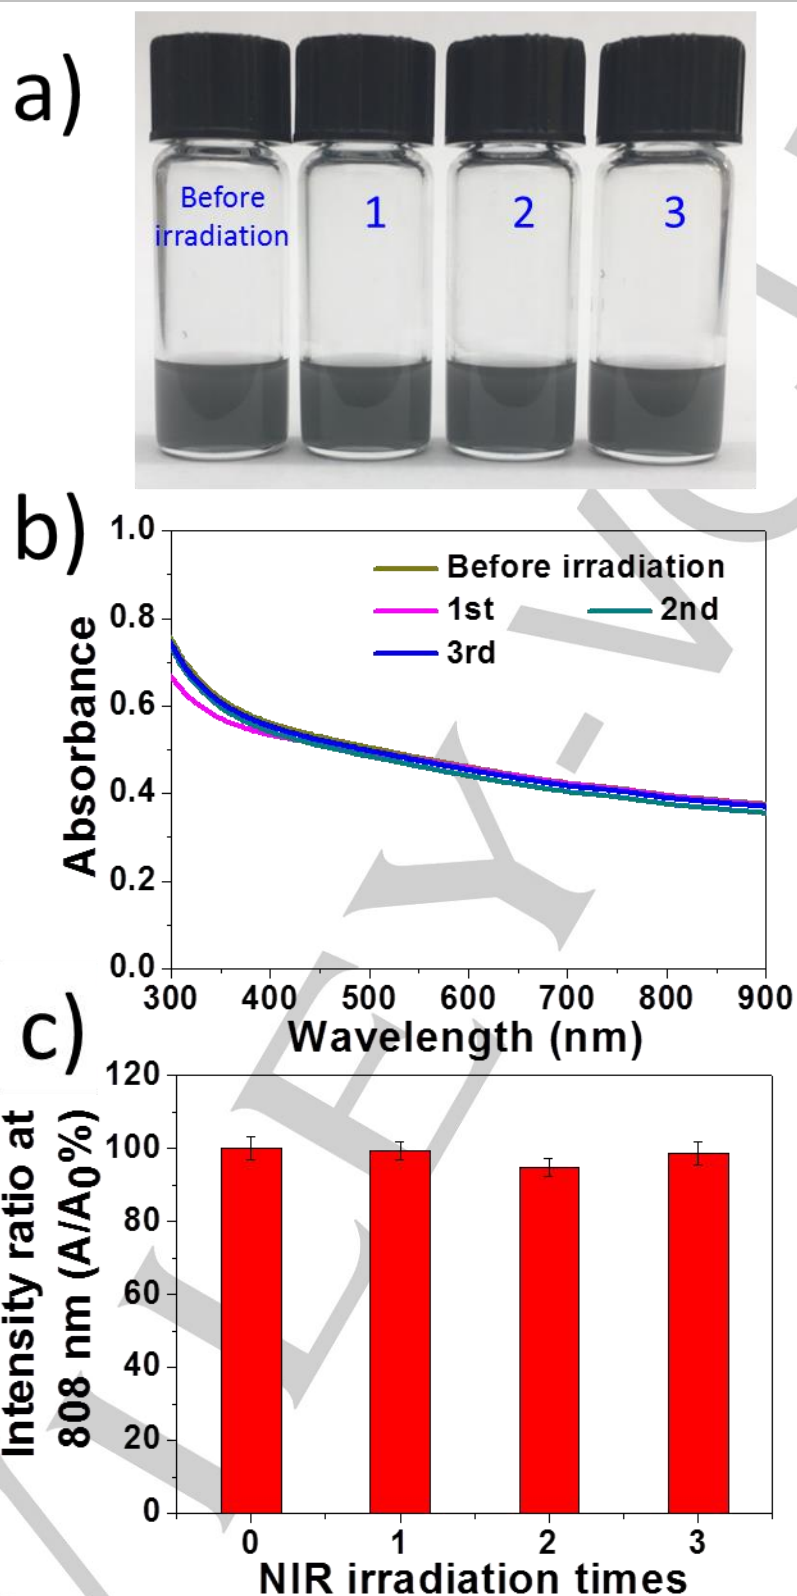 a)
Before
irradiation
1
2
3
b)
1.0
0.8
0.6
0.4
0.2
0.0
Absorbance
Before irradiation
1st 2nd
3rd
300 400 500 600 700 800 900
Wavelength (nm)
c)
120
100
80
60
40
20
0
Intensity ratio at
808 nm (A/A0%)
0 1 2 3
NIR irradiation times